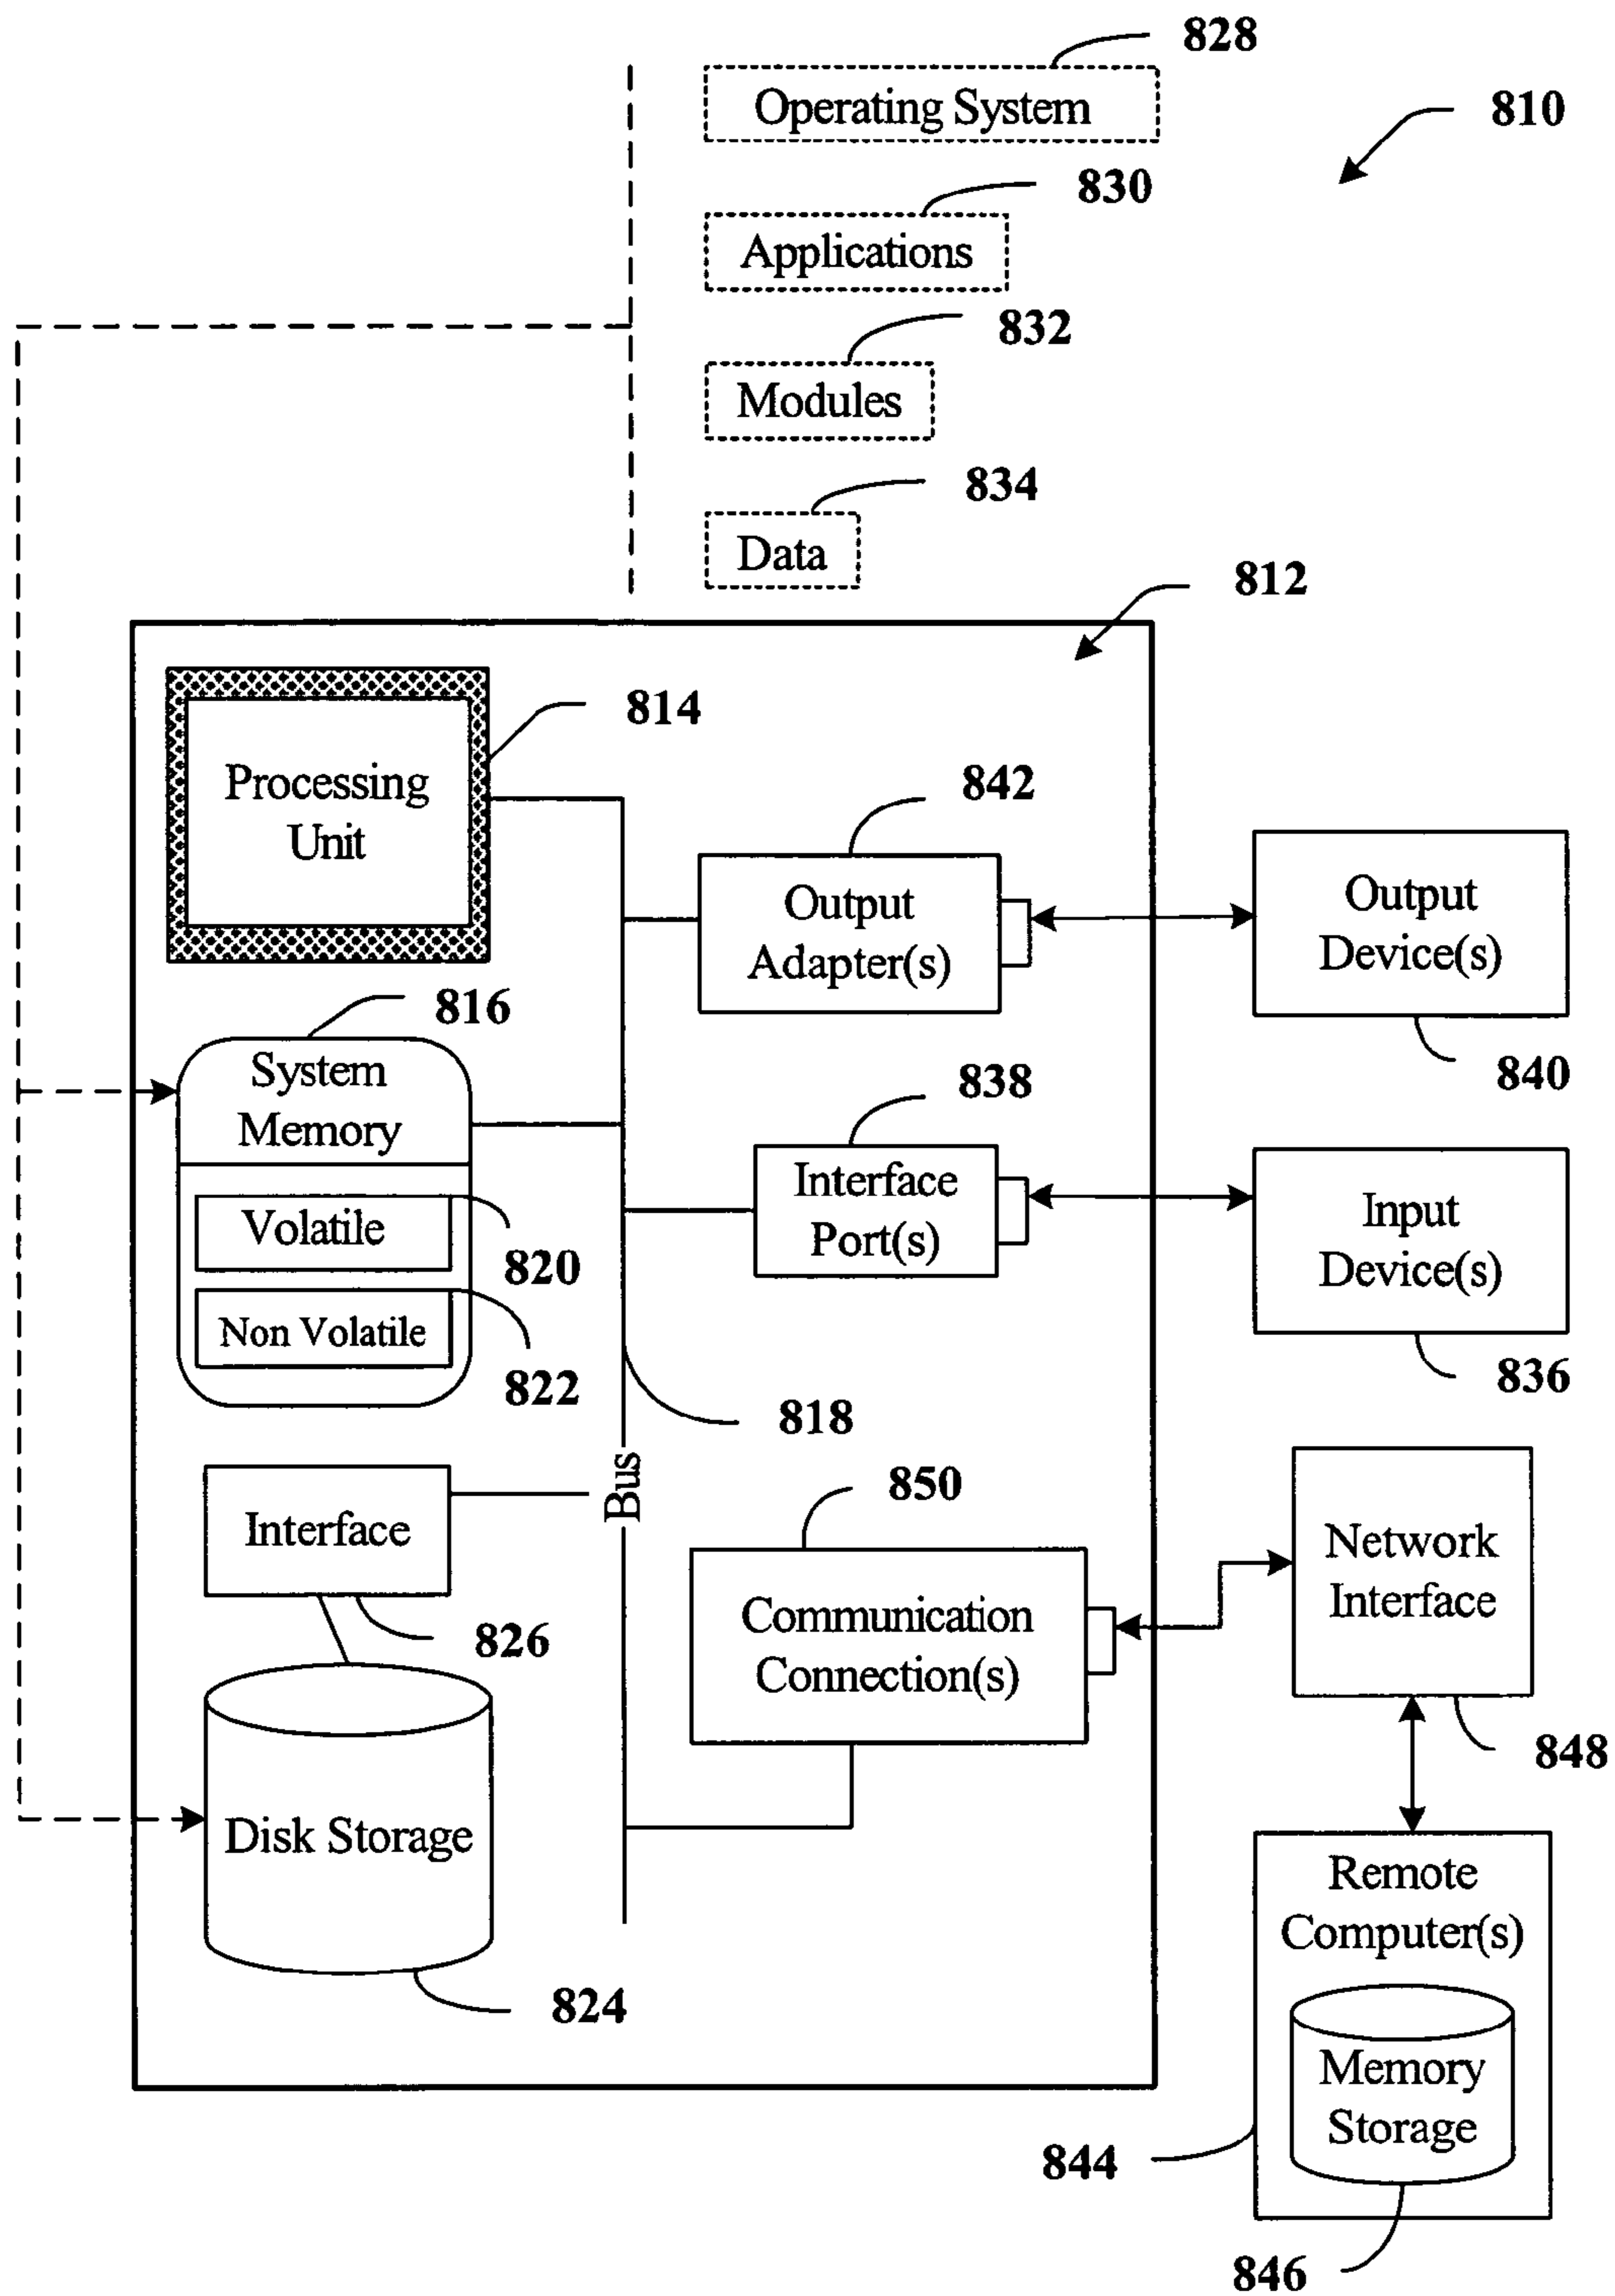 828
Operating System
810
830
Applications
832
Modules
834
Data
812
814
Processing
Unit
842
Output
Adapter(s)
Output
Device(s)
840
816
System
Memory
838
Interface
Port(s)
Input
Device(s)
836
Volatile
820
Non Volatile
822
818
Bus
850
Interface
826
Communication
Connection(s)
Network
Interface
848
Disk Storage
824
Remote
Computer(s)
Memory
Storage
844
846